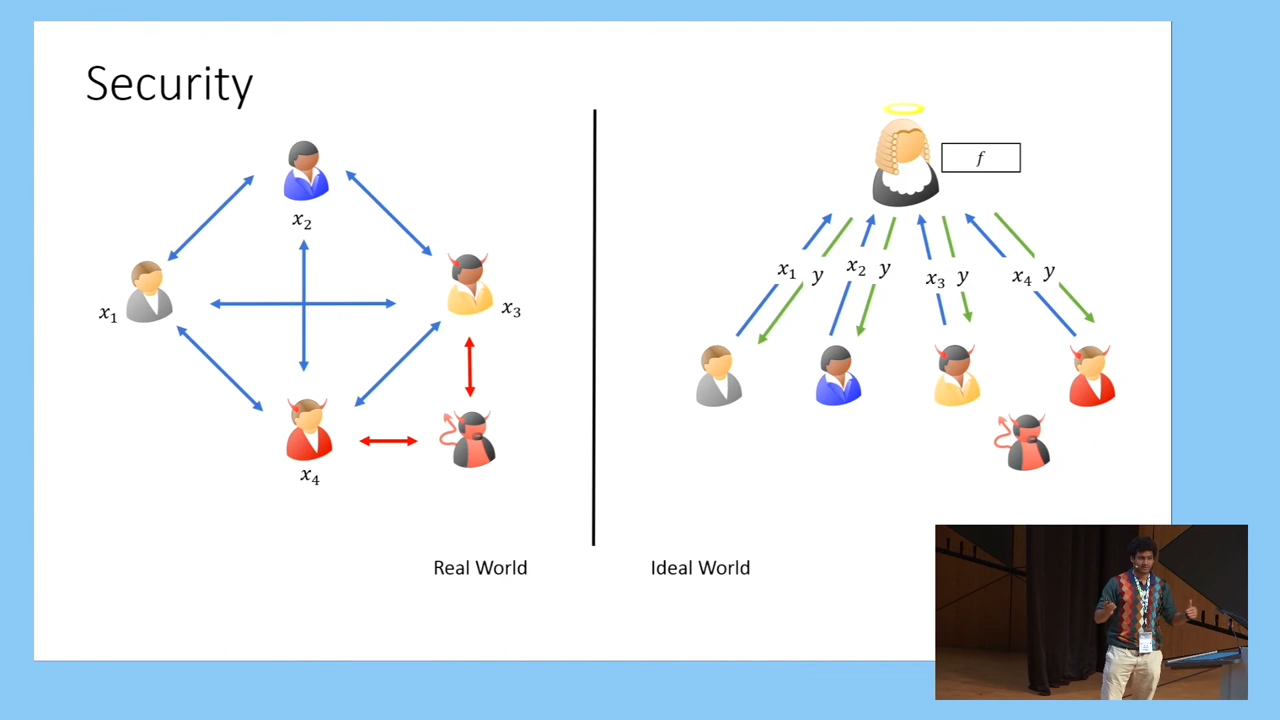 Security
x₂
x₁
x₃
x₄
Real World
f
x₁ y x₂ y x₃ y x₄ y
Ideal World